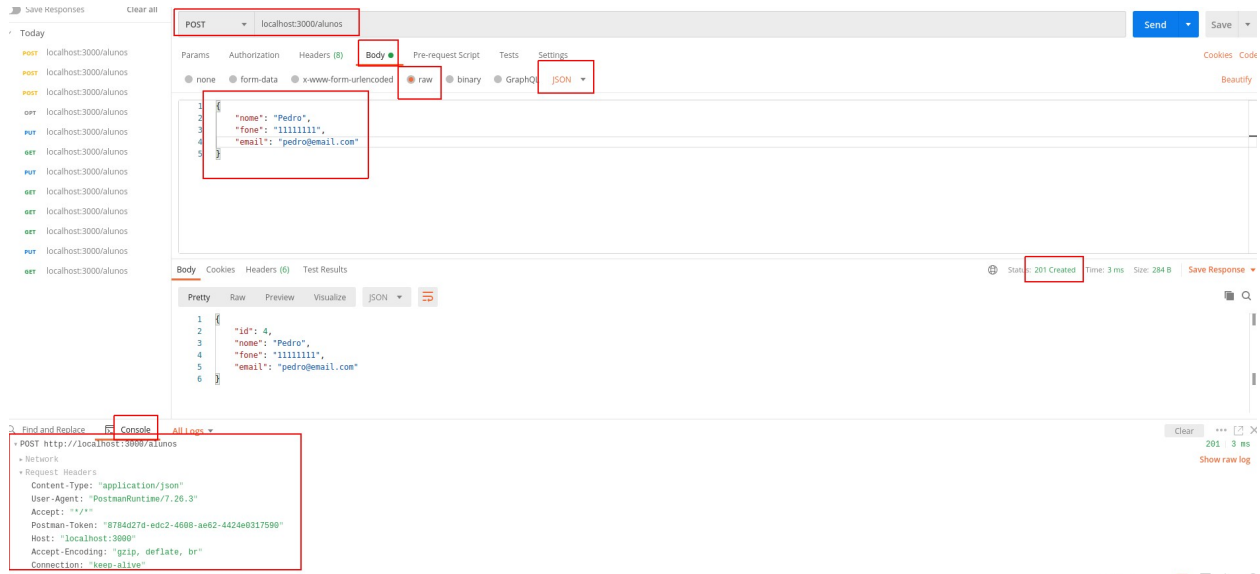 Save Responses Clear all
Today
POST localhost:3000/alunos
POST localhost:3000/alunos
POST localhost:3000/alunos
OPT localhost:3000/alunos
PUT localhost:3000/alunos
GET localhost:3000/alunos
PUT localhost:3000/alunos
GET localhost:3000/alunos
GET localhost:3000/alunos
GET localhost:3000/alunos
PUT localhost:3000/alunos
GET localhost:3000/alunos
POST localhost:3000/alunos Send Save
Params Authorization Headers (8) Body Pre-request Script Tests Settings Cookies Code
none form-data x-www-form-urlencoded raw binary GraphQL JSON Beautify
1 {
2 "nome": "Pedro",
3 "fone": "11111111",
4 "email": "pedro@email.com"
5 }
Body Cookies Headers (6) Test Results Status: 201 Created Time: 3 ms Size: 284 B Save Response
Pretty Raw Preview Visualize JSON
1 {
2 "id": 4,
3 "nome": "Pedro",
4 "fone": "11111111",
5 "email": "pedro@email.com"
6 }
Find and Replace Console All Logs Clear
POST http://localhost:3000/alunos 201 3 ms
Network Show raw log
Request Headers
Content-Type: "application/json"
User-Agent: "PostmanRuntime/7.26.3"
Accept: "*/*"
Postman-Token: "8784d27d-edc2-4608-ae62-4424e0317590"
Host: "localhost:3000"
Accept-Encoding: "gzip, deflate, br"
Connection: "keep-alive"